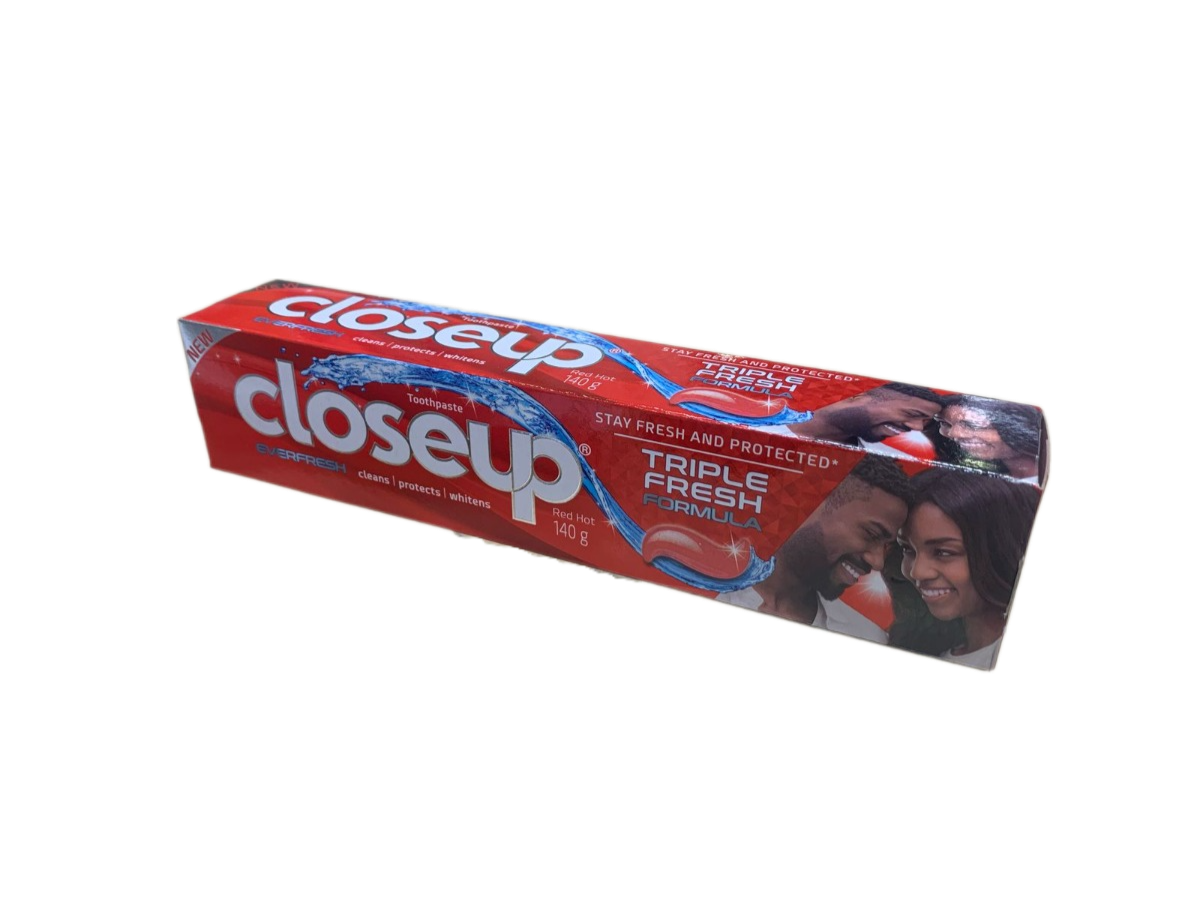 closeup
Toothpaste
®
EVERFRESH
cleans / protects / whitens
Red Hot
140 g
STAY FRESH AND PROTECTED*
TRIPLE
FRESH
FORMULA
NEW
Toothpaste
closeup®
EVERFRESH
cleans | protects | whitens
Red Hot
140 g
STAY FRESH AND PROTECTED*
TRIPLE
FRESH
FORMULA